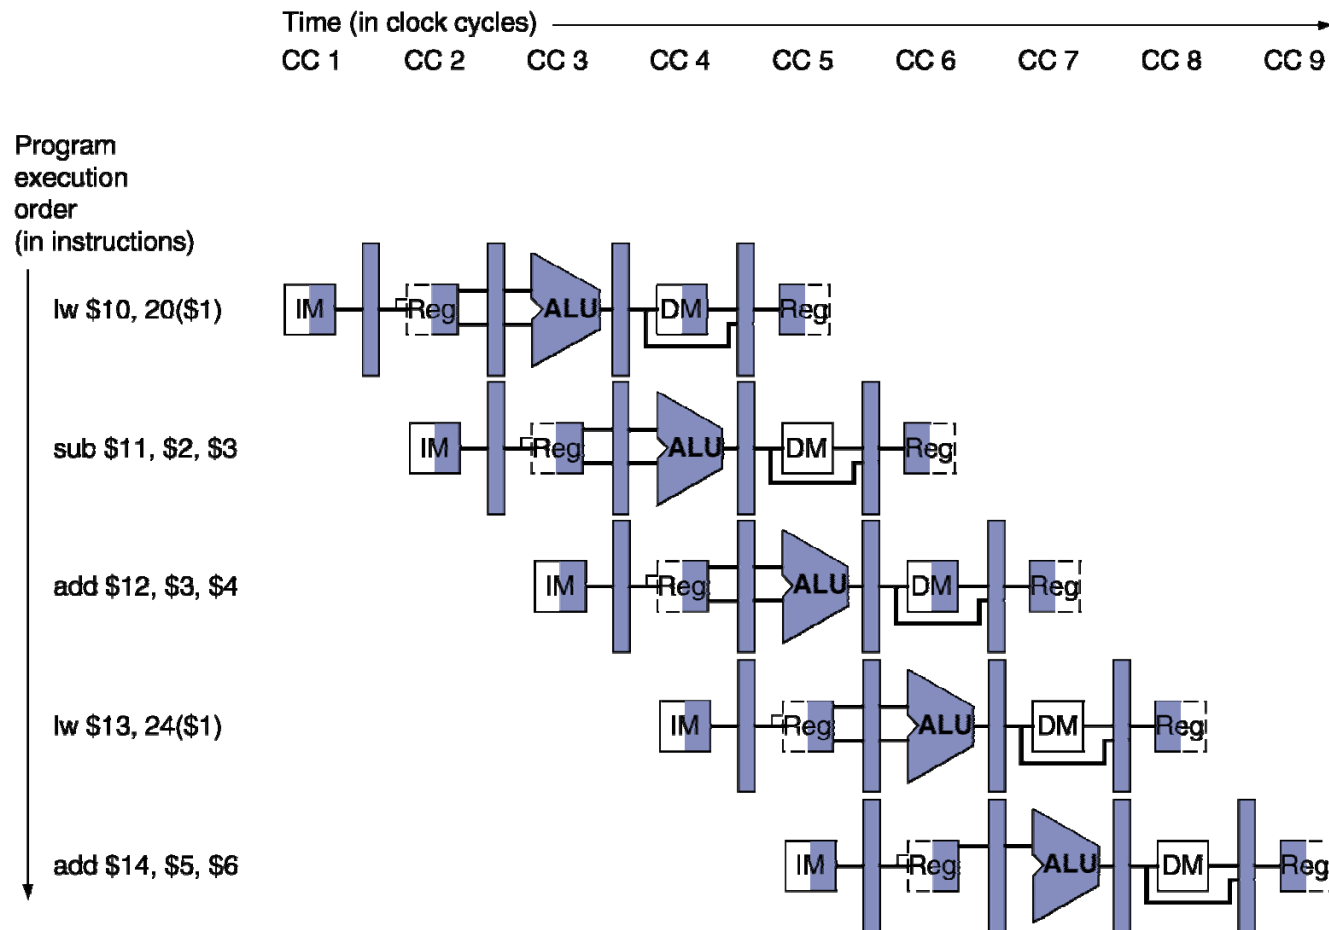 Time (in clock cycles)
CC 1 CC 2 CC 3 CC 4 CC 5 CC 6 CC 7 CC 8 CC 9
Program
execution
order
(in instructions)
lw $10, 20($1) IM Reg ALU DM Reg
sub $11, $2, $3 IM Reg ALU DM Reg
add $12, $3, $4 IM Reg ALU DM Reg
lw $13, 24($1) IM Reg ALU DM Reg
add $14, $5, $6 IM Reg ALU DM Reg